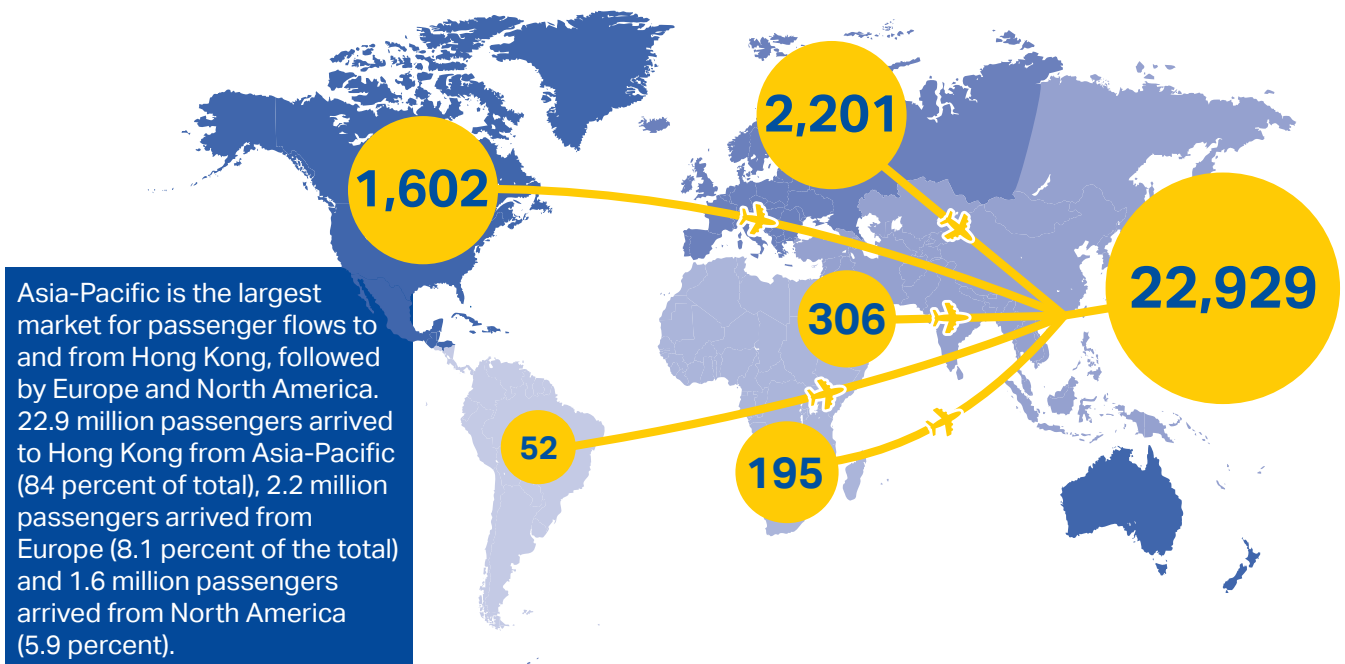 2,201
1,602
22,929
306
52
195
Asia-Pacific is the largest
market for passenger flows to
and from Hong Kong, followed
by Europe and North America.
22.9 million passengers arrived
to Hong Kong from Asia-Pacific
(84 percent of total), 2.2 million
passengers arrived from
Europe (8.1 percent of the total)
and 1.6 million passengers
arrived from North America
(5.9 percent).